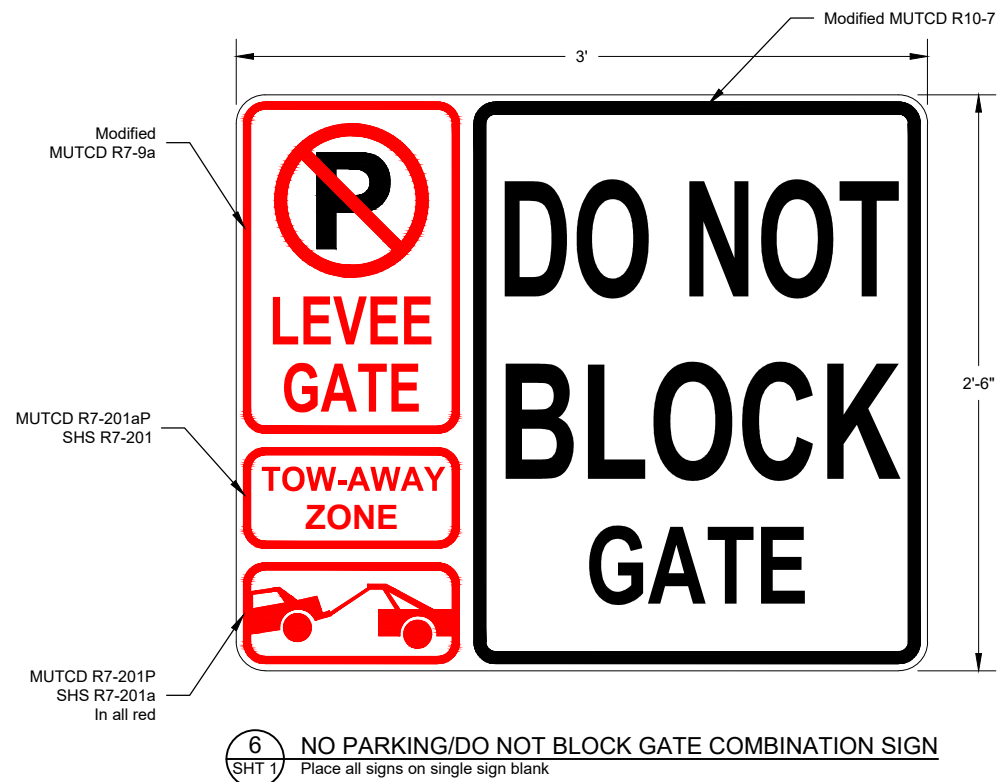 Modified MUTCD R10-7
3'
Modified
MUTCD R7-9a
P
LEVEE
GATE
DO NOT
BLOCK
GATE
2'-6"
MUTCD R7-201aP
SHS R7-201
TOW-AWAY
ZONE
MUTCD R7-201P
SHS R7-201a
In all red
6
SHT 1
NO PARKING/DO NOT BLOCK GATE COMBINATION SIGN
Place all signs on single sign blank